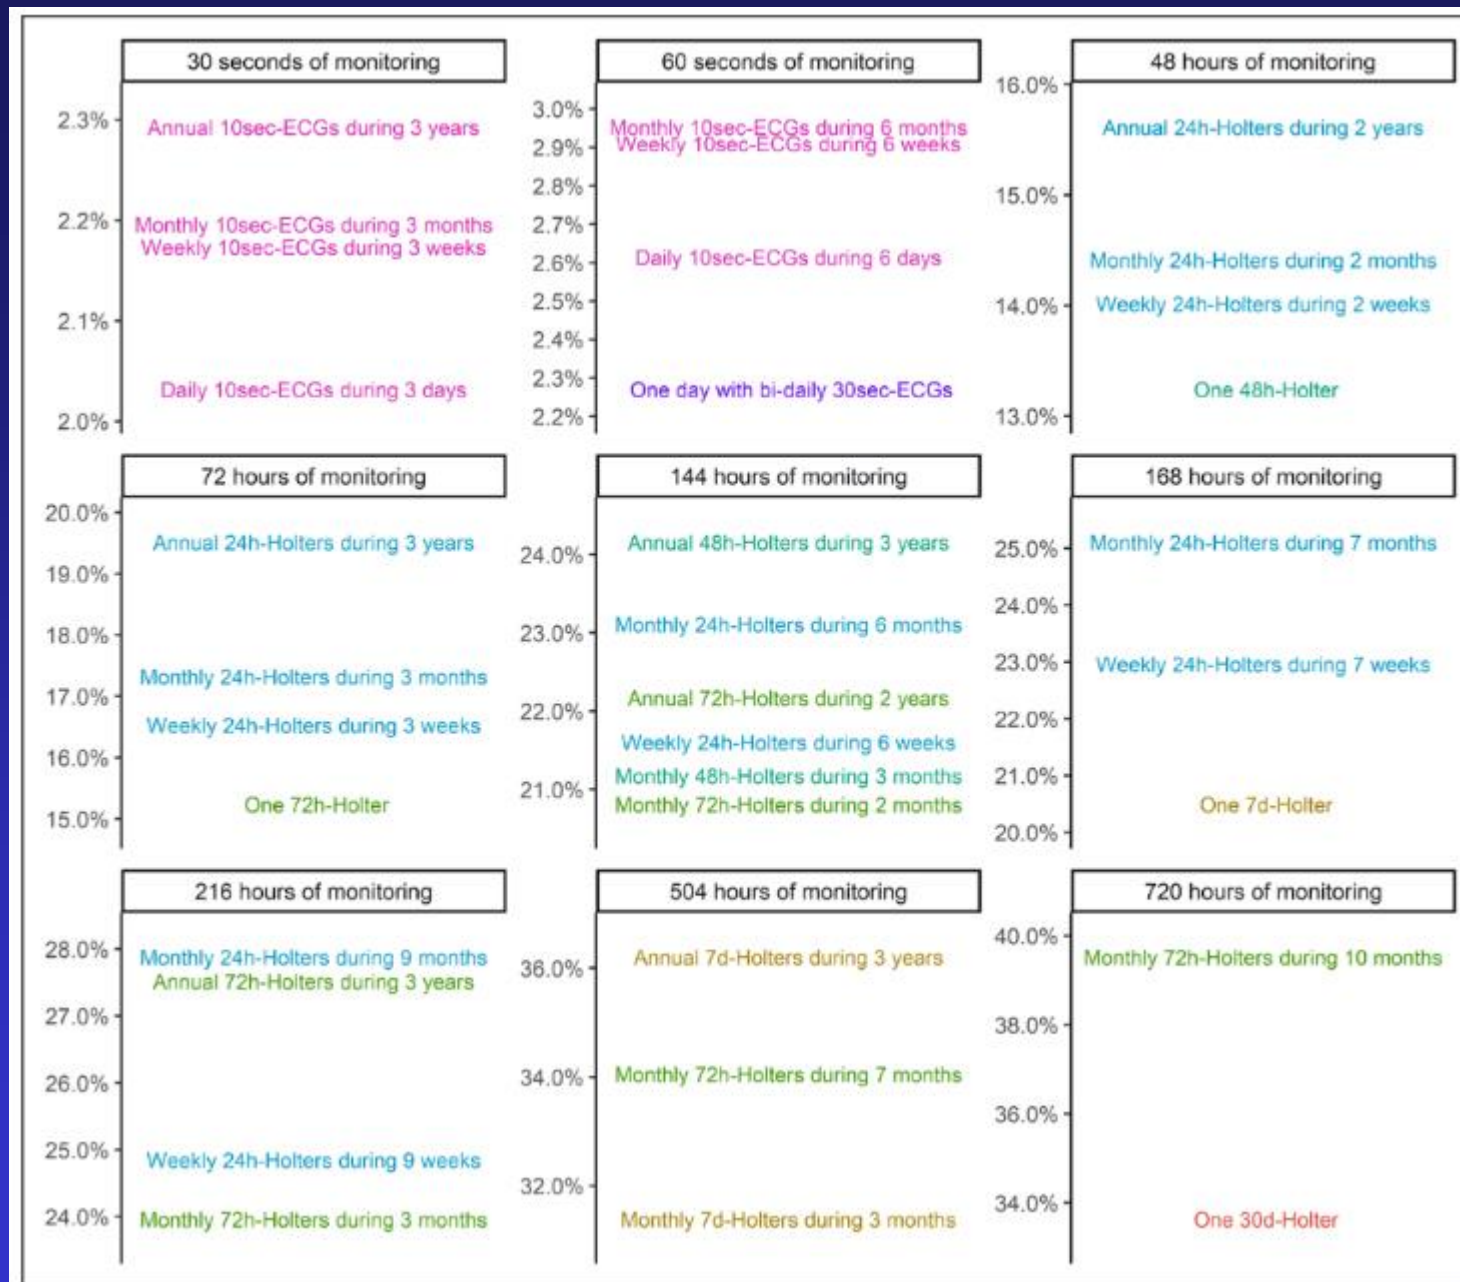 30 seconds of monitoring
2.3%
Annual 10sec-ECGs during 3 years
2.2%
Monthly 10sec-ECGs during 3 months
Weekly 10sec-ECGs during 3 weeks
2.1%
Daily 10sec-ECGs during 3 days
2.0%
60 seconds of monitoring
3.0%
Monthly 10sec-ECGs during 6 months
2.9%
Weekly 10sec-ECGs during 6 weeks
2.8%
2.7%
2.6%
Daily 10sec-ECGs during 6 days
2.5%
2.4%
2.3%
One day with bi-daily 30sec-ECGs
2.2%
48 hours of monitoring
16.0%
Annual 24h-Holters during 2 years
15.0%
Monthly 24h-Holters during 2 months
14.0%
Weekly 24h-Holters during 2 weeks
One 48h-Holter
13.0%
72 hours of monitoring
20.0%
Annual 24h-Holters during 3 years
19.0%
18.0%
Monthly 24h-Holters during 3 months
17.0%
Weekly 24h-Holters during 3 weeks
16.0%
One 72h-Holter
15.0%
144 hours of monitoring
Annual 48h-Holters during 3 years
24.0%
Monthly 24h-Holters during 6 months
23.0%
Annual 72h-Holters during 2 years
22.0%
Weekly 24h-Holters during 6 weeks
Monthly 48h-Holters during 3 months
21.0%
Monthly 72h-Holters during 2 months
168 hours of monitoring
25.0%
Monthly 24h-Holters during 7 months
24.0%
23.0%
Weekly 24h-Holters during 7 weeks
22.0%
21.0%
One 7d-Holter
20.0%
216 hours of monitoring
28.0%
Monthly 24h-Holters during 9 months
Annual 72h-Holters during 3 years
27.0%
26.0%
25.0%
Weekly 24h-Holters during 9 weeks
24.0%
Monthly 72h-Holters during 3 months
504 hours of monitoring
Annual 7d-Holters during 3 years
36.0%
Monthly 72h-Holters during 7 months
34.0%
32.0%
Monthly 7d-Holters during 3 months
720 hours of monitoring
40.0%
Monthly 72h-Holters during 10 months
38.0%
36.0%
34.0%
One 30d-Holter